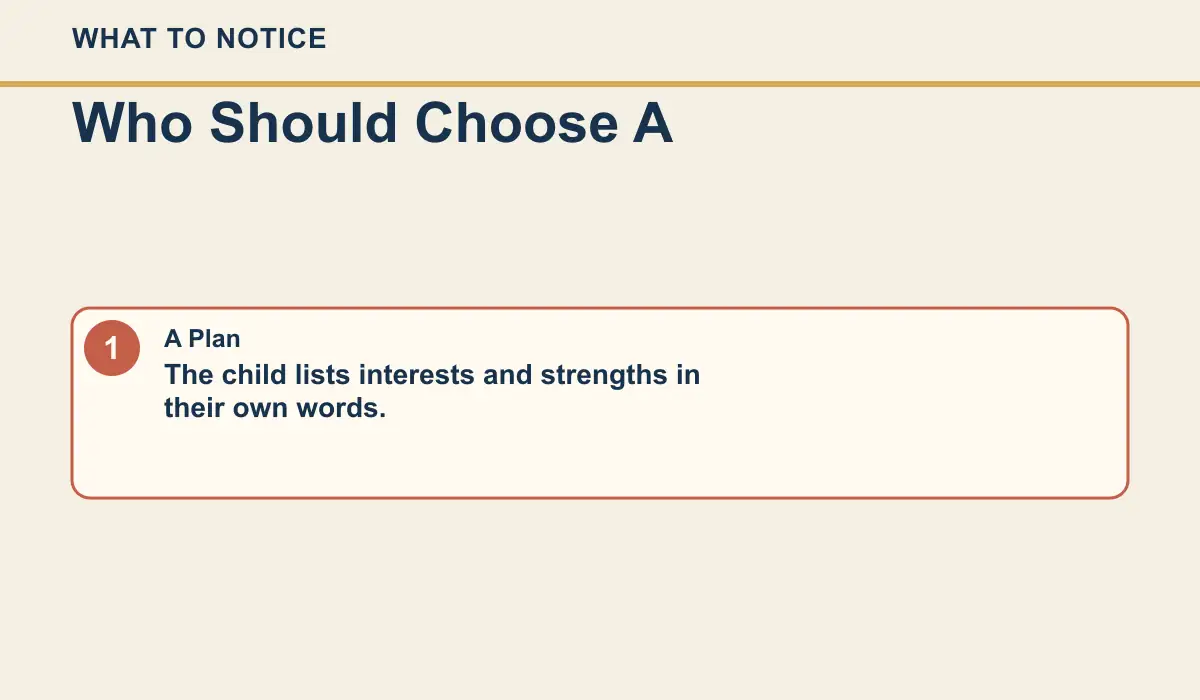 WHAT TO NOTICE
Who Should Choose A
1
A Plan
The child lists interests and strengths in
their own words.